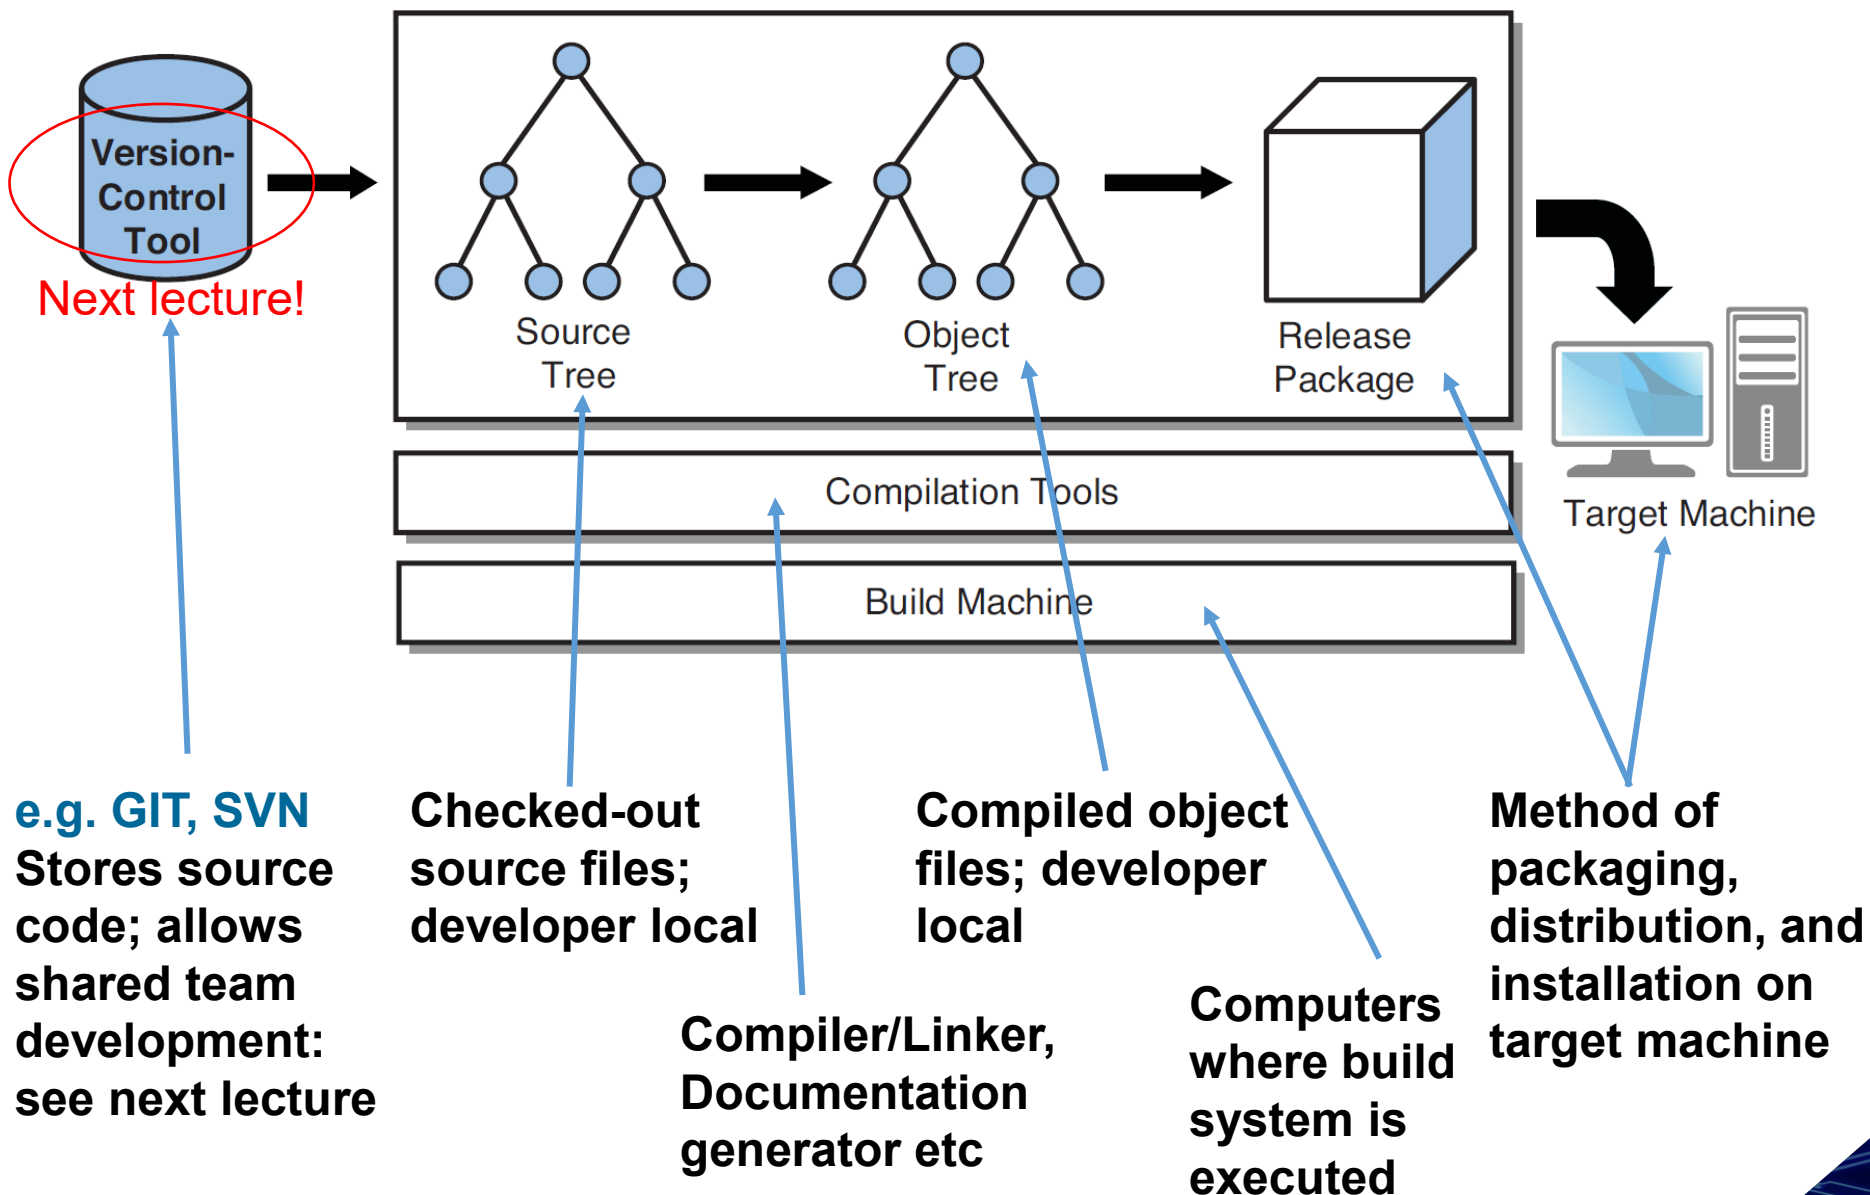 Version-
Control
Tool
Next lecture!
Source
Tree
Object
Tree
Release
Package
Compilation Tools
Build Machine
Target Machine
e.g. GIT, SVN
Stores source
code; allows
shared team
development:
see next lecture
Checked-out
source files;
developer local
Compiler/Linker,
Documentation
generator etc
Compiled object
files; developer
local
Computers
where build
system is
executed
Method of
packaging,
distribution, and
installation on
target machine